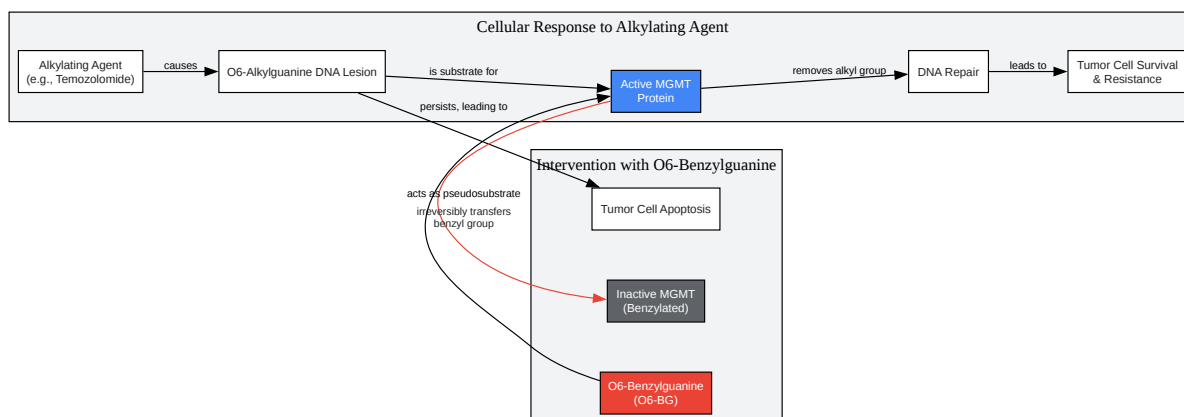 Cellular Response to Alkylating Agent
Alkylating Agent
(e.g., Temozolomide)
causes
O6-Alkylguanine DNA Lesion
is substrate for
persists, leading to
Active MGMT
Protein
removes alkyl group
DNA Repair
leads to
Tumor Cell Survival
& Resistance
Intervention with O6-Benzylguanine
Tumor Cell Apoptosis
acts as pseudosubstrate
irreversibly transfers
benzyl group
Inactive MGMT
(Benzylated)
O6-Benzylguanine
(O6-BG)